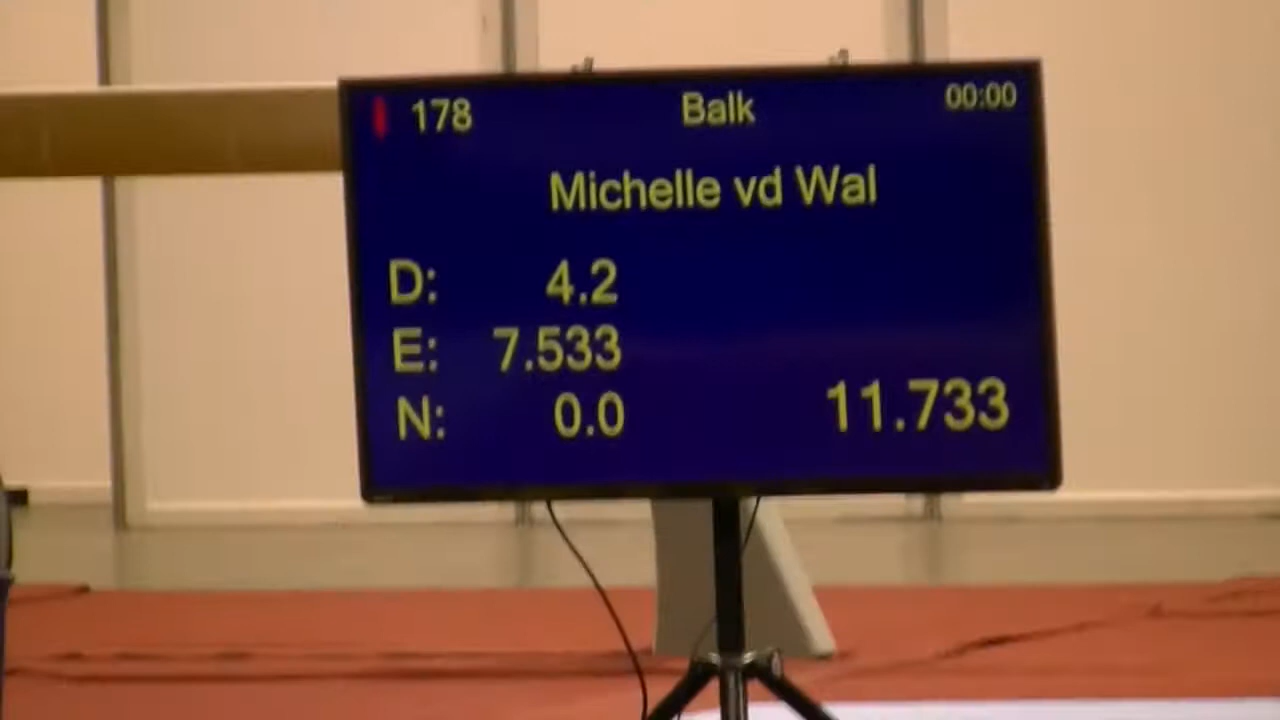 178 Balk 00:00
Michelle vd Wal
D: 4.2
E: 7.533
N: 0.0 11.733